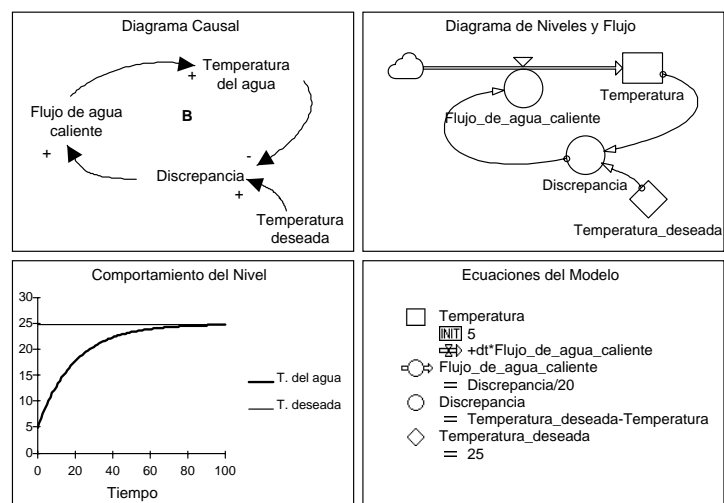 Diagrama Causal
Temperatura
del agua
+
Flujo de agua
caliente
B
+
-
Discrepancia
+
Temperatura
deseada
Diagrama de Niveles y Flujo
Temperatura
Flujo_de_agua_caliente
Discrepancia
Temperatura_deseada
Comportamiento del Nivel
30
25
20
15
10
5
0
0 20 40 60 80 100
Tiempo
T. del agua
T. deseada
Ecuaciones del Modelo
Temperatura
INIT 5
+dt*Flujo_de_agua_caliente
Flujo_de_agua_caliente
= Discrepancia/20
Discrepancia
= Temperatura_deseada-Temperatura
Temperatura_deseada
= 25